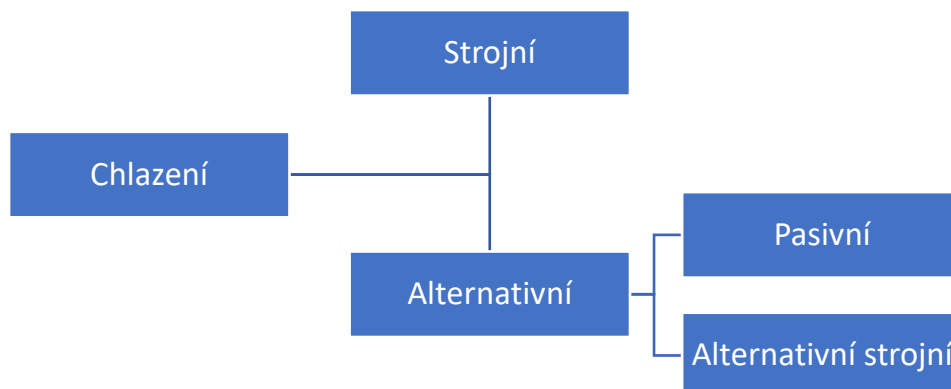 Strojní
Chlazení
Alternativní
Pasivní
Alternativní strojní